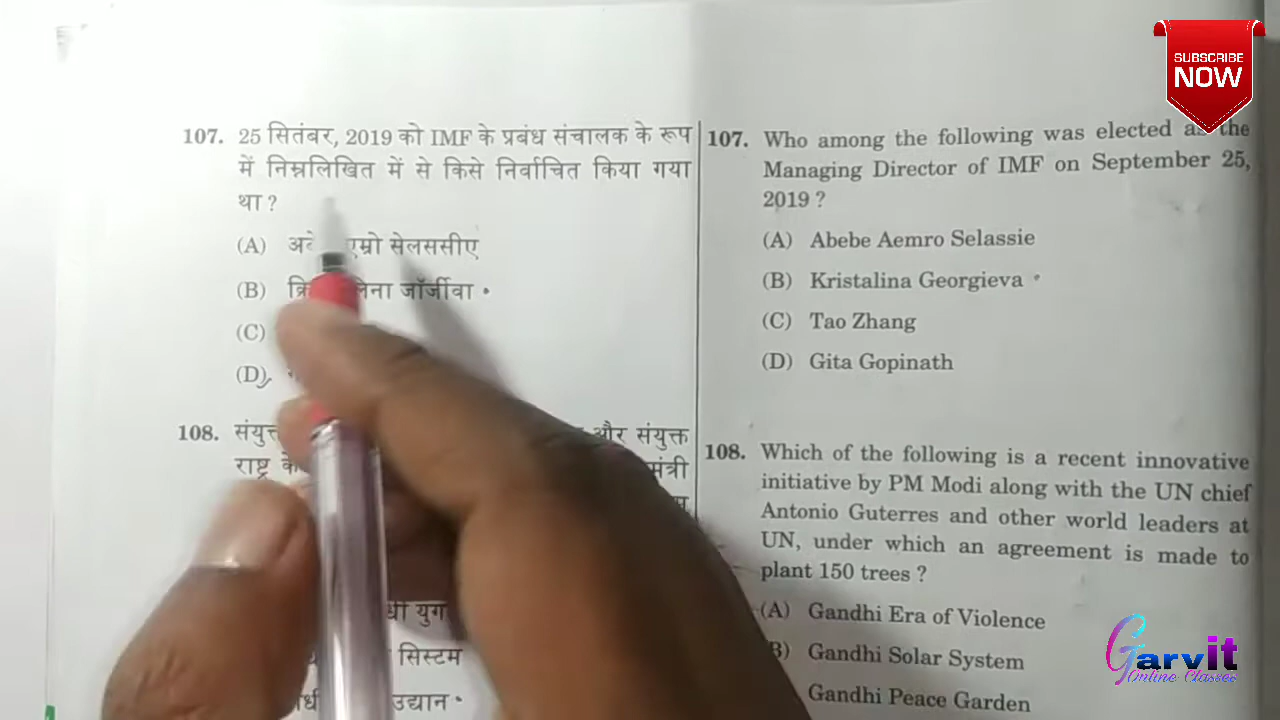 107. 25 सितंबर, 2019 को IMF के प्रबंध संचालक के रूप
में निम्नलिखित में से किसे निर्वाचित किया गया
था ?
(A) एम्रो सेलससीए
(B) जॉर्जीवा
(C)
(D)
108. और संयुक्त
राष्ट्र मंत्री
युग
सिस्टम
उद्यान
107. Who among the following was elected as the
Managing Director of IMF on September 25,
2019 ?
(A) Abebe Aemro Selassie
(B) Kristalina Georgieva
(C) Tao Zhang
(D) Gita Gopinath
108. Which of the following is a recent innovative
initiative by PM Modi along with the UN chief
Antonio Guterres and other world leaders at
UN, under which an agreement is made to
plant 150 trees ?
(A) Gandhi Era of Violence
B) Gandhi Solar System
Gandhi Peace Garden
SUBSCRIBE
NOW
Garvit
Online Classes